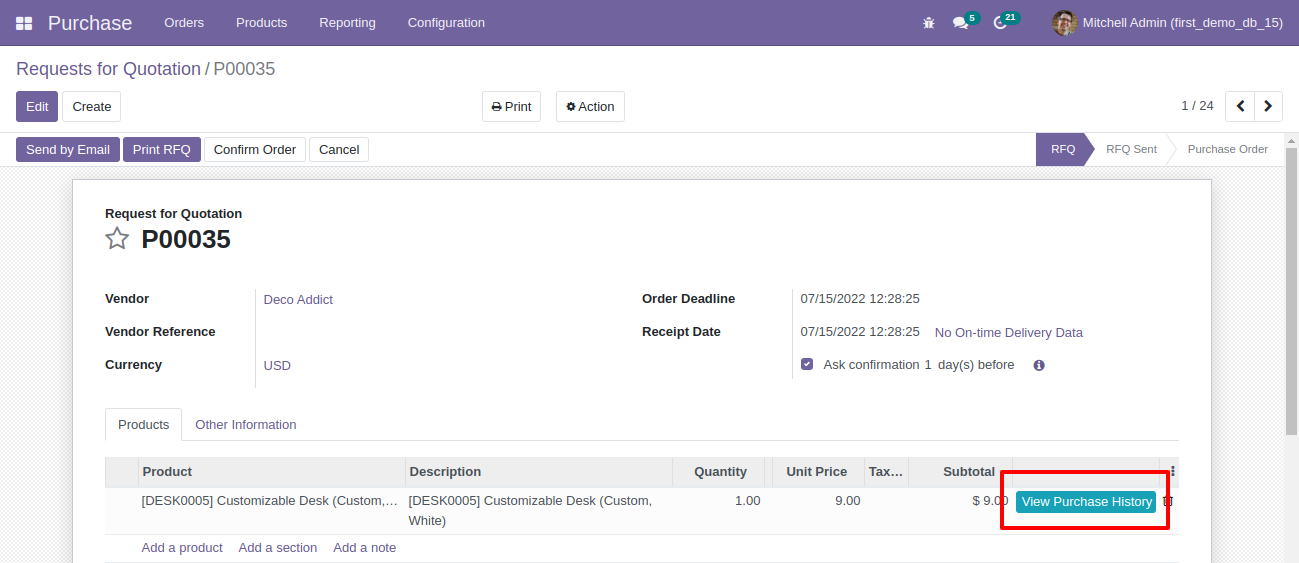 Purchase Orders Products Reporting Configuration 5 21 Mitchell Admin (first_demo_db_15)
Requests for Quotation / P00035
Edit Create Print Action 1 / 24
Send by Email Print RFQ Confirm Order Cancel RFQ RFQ Sent Purchase Order
Request for Quotation
P00035
Vendor Deco Addict Order Deadline 07/15/2022 12:28:25
Vendor Reference Receipt Date 07/15/2022 12:28:25 No On-time Delivery Data
Currency USD Ask confirmation 1 day(s) before
Products Other Information
Product Description Quantity Unit Price Tax… Subtotal
[DESK0005] Customizable Desk (Custom,… [DESK0005] Customizable Desk (Custom, 1.00 9.00 $ 9.00 View Purchase History
White)
Add a product Add a section Add a note